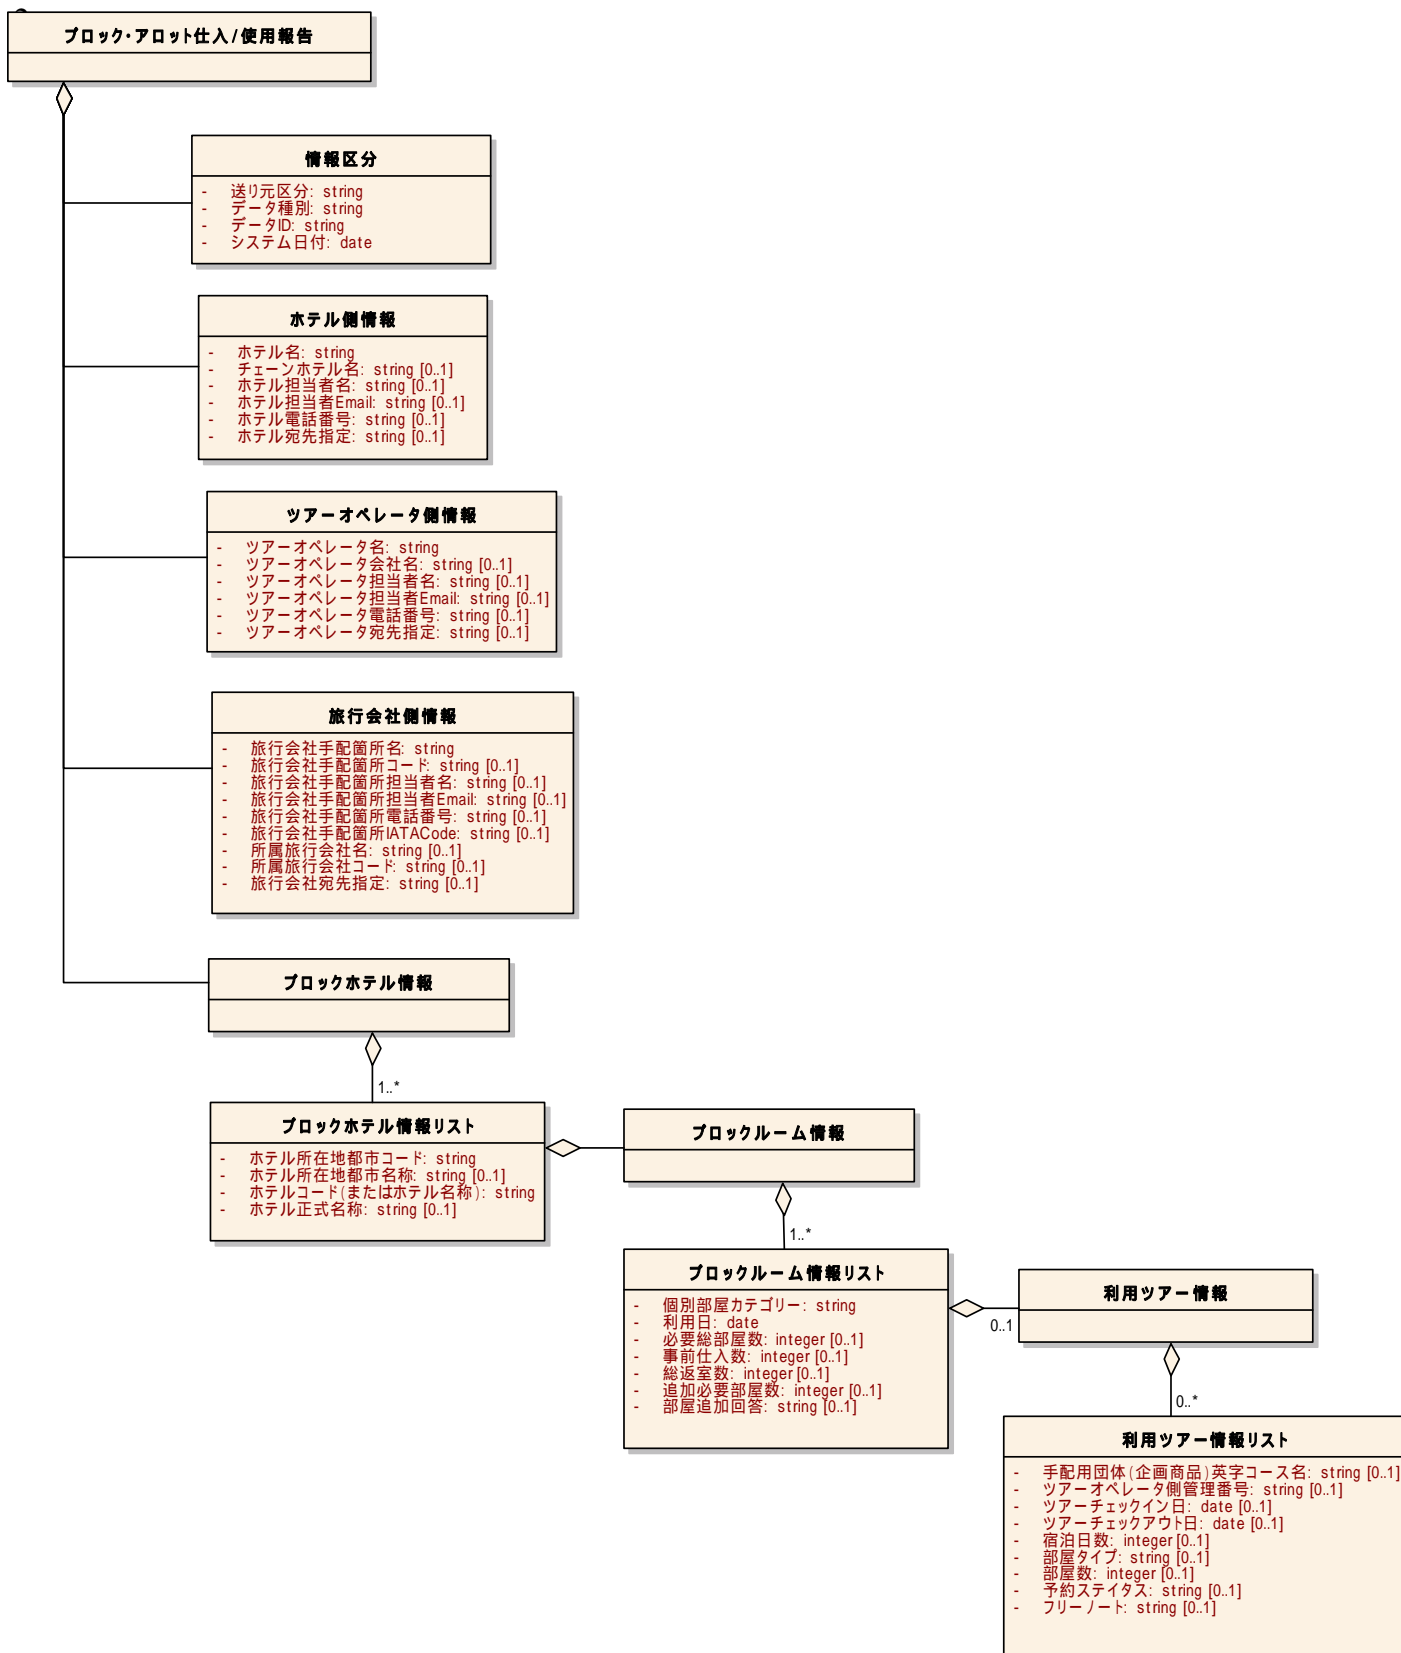 ブロック・アロット仕入/使用報告
情報区分
- 送り元区分: string
- データ種別: string
- データID: string
- システム日付: date
ホテル側情報
- ホテル名: string
- チェーンホテル名: string [0..1]
- ホテル担当者名: string [0..1]
- ホテル担当者Email: string [0..1]
- ホテル電話番号: string [0..1]
- ホテル宛先指定: string [0..1]
ツアーオペレータ側情報
- ツアーオペレータ名: string
- ツアーオペレータ会社名: string [0..1]
- ツアーオペレータ担当者名: string [0..1]
- ツアーオペレータ担当者Email: string [0..1]
- ツアーオペレータ電話番号: string [0..1]
- ツアーオペレータ宛先指定: string [0..1]
旅行会社側情報
- 旅行会社手配箇所名: string
- 旅行会社手配箇所コード: string [0..1]
- 旅行会社手配箇所担当者名: string [0..1]
- 旅行会社手配箇所担当者Email: string [0..1]
- 旅行会社手配箇所電話番号: string [0..1]
- 旅行会社手配箇所IATACode: string [0..1]
- 所属旅行会社名: string [0..1]
- 所属旅行会社コード: string [0..1]
- 旅行会社宛先指定: string [0..1]
ブロックホテル情報
1..*
ブロックホテル情報リスト
- ホテル所在地都市コード: string
- ホテル所在地都市名称: string [0..1]
- ホテルコード(またはホテル名称): string
- ホテル正式名称: string [0..1]
ブロックルーム情報
1..*
ブロックルーム情報リスト
- 個別部屋カテゴリー: string
- 利用日: date
- 必要総部屋数: integer [0..1]
- 事前仕入数: integer [0..1]
- 総返室数: integer [0..1]
- 追加必要部屋数: integer [0..1]
- 部屋追加回答: string [0..1]
0..1
利用ツアー情報
0..*
利用ツアー情報リスト
- 手配用団体(企画商品)英字コース名: string [0..1]
- ツアーオペレータ側管理番号: string [0..1]
- ツアーチェックイン日: date [0..1]
- ツアーチェックアウト日: date [0..1]
- 宿泊日数: integer [0..1]
- 部屋タイプ: string [0..1]
- 部屋数: integer [0..1]
- 予約ステイタス: string [0..1]
- フリーノート: string [0..1]